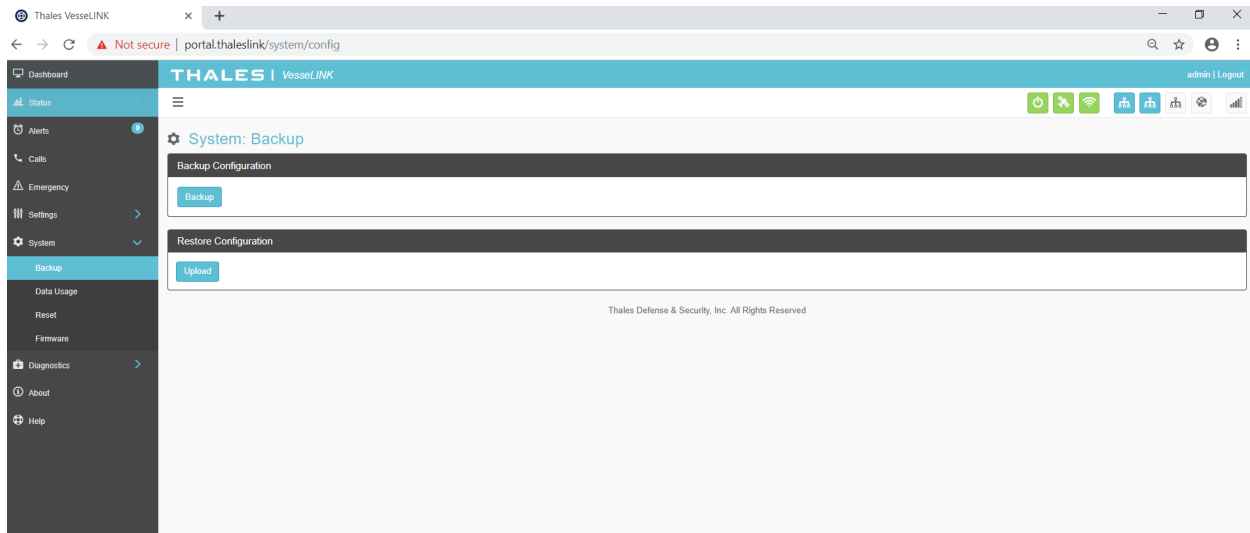 Thales VesseLINK
Not secure | portal.thaleslink/system/config
Dashboard
THALES | VesseLINK
admin | Logout
Status
Alerts
0
Calls
Emergency
Settings
System
Backup
Data Usage
Reset
Firmware
Diagnostics
About
Help
System: Backup
Backup Configuration
Backup
Restore Configuration
Upload
Thales Defense & Security, Inc. All Rights Reserved